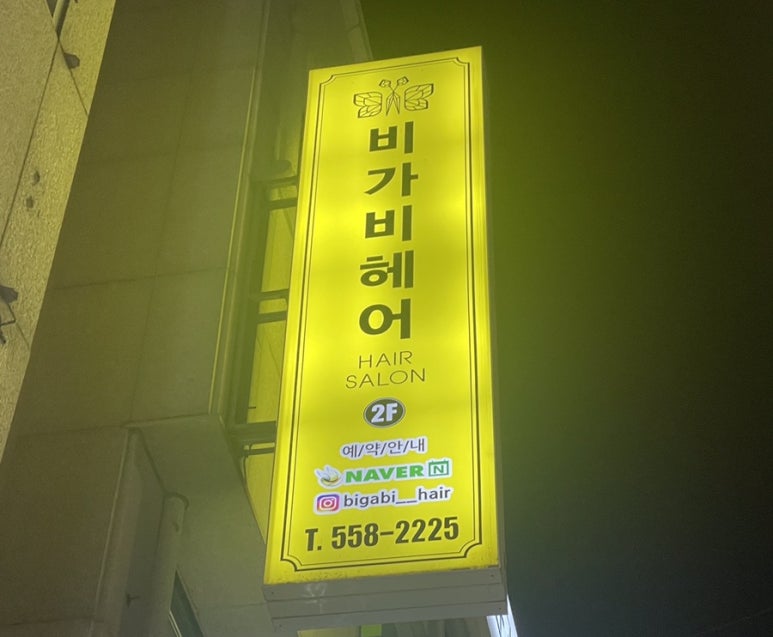 비가비헤어
HAIR
SALON
2F
예/약/안/내
NAVER N
bigabi__hair
T. 558-2225